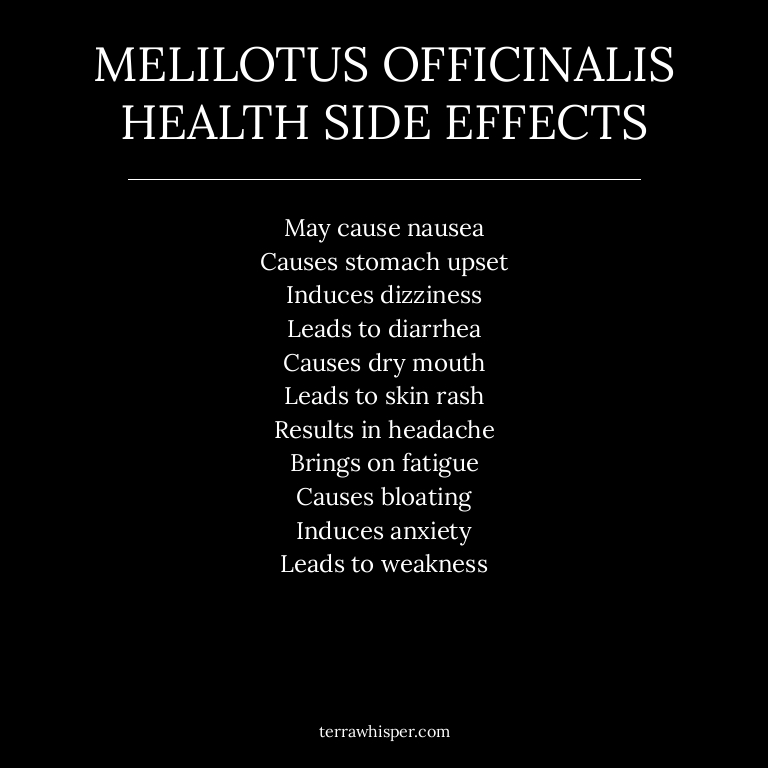 MELILOTUS OFFICINALIS
HEALTH SIDE EFFECTS
May cause nausea
Causes stomach upset
Induces dizziness
Leads to diarrhea
Causes dry mouth
Leads to skin rash
Results in headache
Brings on fatigue
Causes bloating
Induces anxiety
Leads to weakness
terrawhisper.com